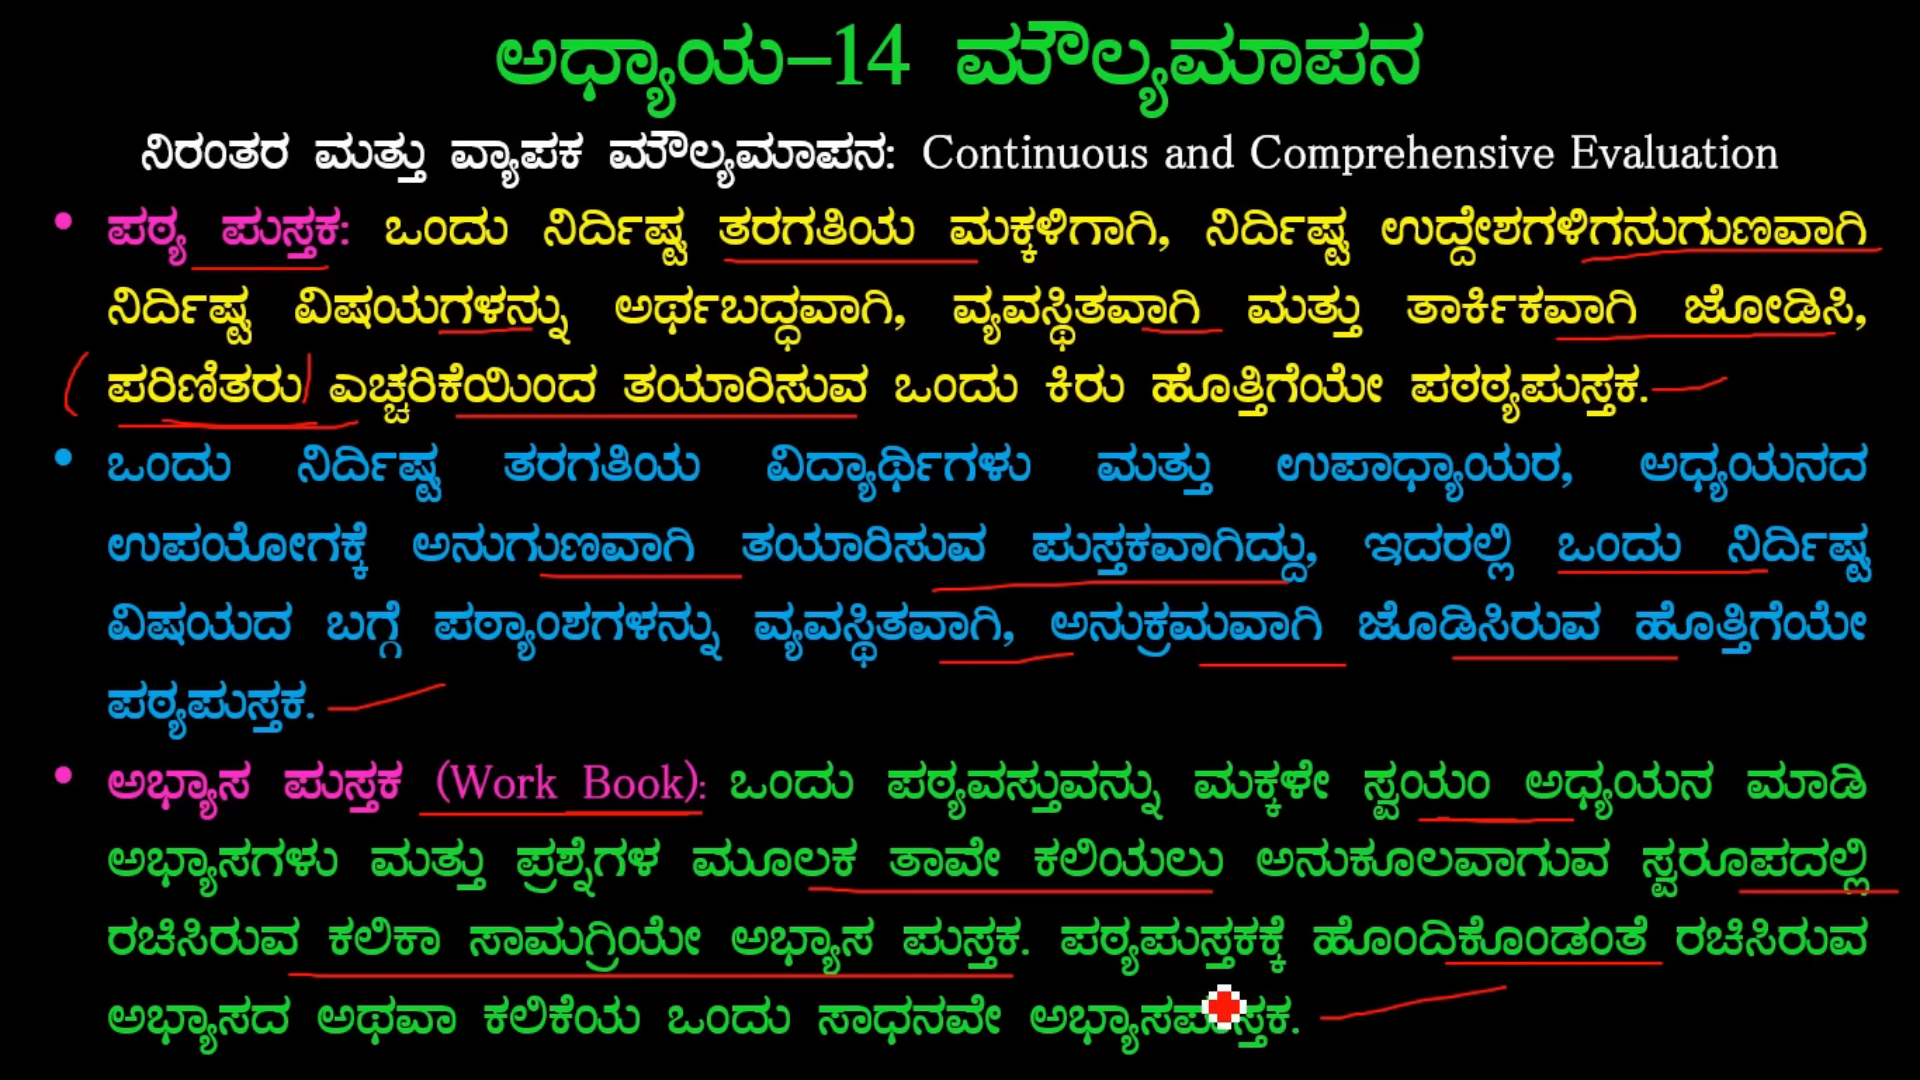 ಅಧ್ಯಾಯ–14 ಮೌಲ್ಯಮಾಪನ
ನಿರಂತರ ಮತ್ತು ವ್ಯಾಪಕ ಮೌಲ್ಯಮಾಪನ: Continuous and Comprehensive Evaluation
• ಪಠ್ಯ ಪುಸ್ತಕ: ಒಂದು ನಿರ್ದಿಷ್ಟ ತರಗತಿಯ ಮಕ್ಕಳಿಗಾಗಿ, ನಿರ್ದಿಷ್ಟ ಉದ್ದೇಶಗಳಿಗನುಗುಣವಾಗಿ
ನಿರ್ದಿಷ್ಟ ವಿಷಯಗಳನ್ನು ಅರ್ಥಬದ್ಧವಾಗಿ, ವ್ಯವಸ್ಥಿತವಾಗಿ ಮತ್ತು ತಾರ್ಕಿಕವಾಗಿ ಜೋಡಿಸಿ,
ಪರಿಣಿತರು ಎಚ್ಚರಿಕೆಯಿಂದ ತಯಾರಿಸುವ ಒಂದು ಕಿರು ಹೊತ್ತಿಗೆಯೇ ಪಠಠ್ಯಪುಸ್ತಕ.
• ಒಂದು ನಿರ್ದಿಷ್ಟ ತರಗತಿಯ ವಿದ್ಯಾರ್ಥಿಗಳು ಮತ್ತು ಉಪಾಧ್ಯಾಯರ, ಅಧ್ಯಯನದ
ಉಪಯೋಗಕ್ಕೆ ಅನುಗುಣವಾಗಿ ತಯಾರಿಸುವ ಪುಸ್ತಕವಾಗಿದ್ದು, ಇದರಲ್ಲಿ ಒಂದು ನಿರ್ದಿಷ್ಟ
ವಿಷಯದ ಬಗ್ಗೆ ಪಠ್ಯಾಂಶಗಳನ್ನು ವ್ಯವಸ್ಥಿತವಾಗಿ, ಅನುಕ್ರಮವಾಗಿ ಜೊಡಿಸಿರುವ ಹೊತ್ತಿಗೆಯೇ
ಪಠ್ಯಪುಸ್ತಕ.
• ಅಭ್ಯಾಸ ಪುಸ್ತಕ (Work Book): ಒಂದು ಪಠ್ಯವಸ್ತುವನ್ನು ಮಕ್ಕಳೇ ಸ್ವಯಂ ಅಧ್ಯಯನ ಮಾಡಿ
ಅಭ್ಯಾಸಗಳು ಮತ್ತು ಪ್ರಶ್ನೆಗಳ ಮೂಲಕ ತಾವೇ ಕಲಿಯಲು ಅನುಕೂಲವಾಗುವ ಸ್ವರೂಪದಲ್ಲಿ
ರಚಿಸಿರುವ ಕಲಿಕಾ ಸಾಮಗ್ರಿಯೇ ಅಭ್ಯಾಸ ಪುಸ್ತಕ. ಪಠ್ಯಪುಸ್ತಕಕ್ಕೆ ಹೊಂದಿಕೊಂಡಂತೆ ರಚಿಸಿರುವ
ಅಭ್ಯಾಸದ ಅಥವಾ ಕಲಿಕೆಯ ಒಂದು ಸಾಧನವೇ ಅಭ್ಯಾಸಪುಸ್ತಕ.